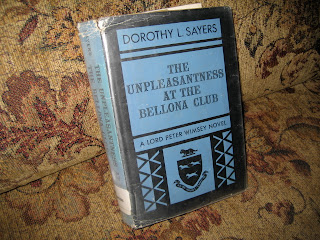 DOROTHY L. SAYERS
THE
UNPLEASANTNESS
AT THE
BELLONA CLUB
A LORD PETER WIMSEY NOVEL
THE UNPLEASANTNESS